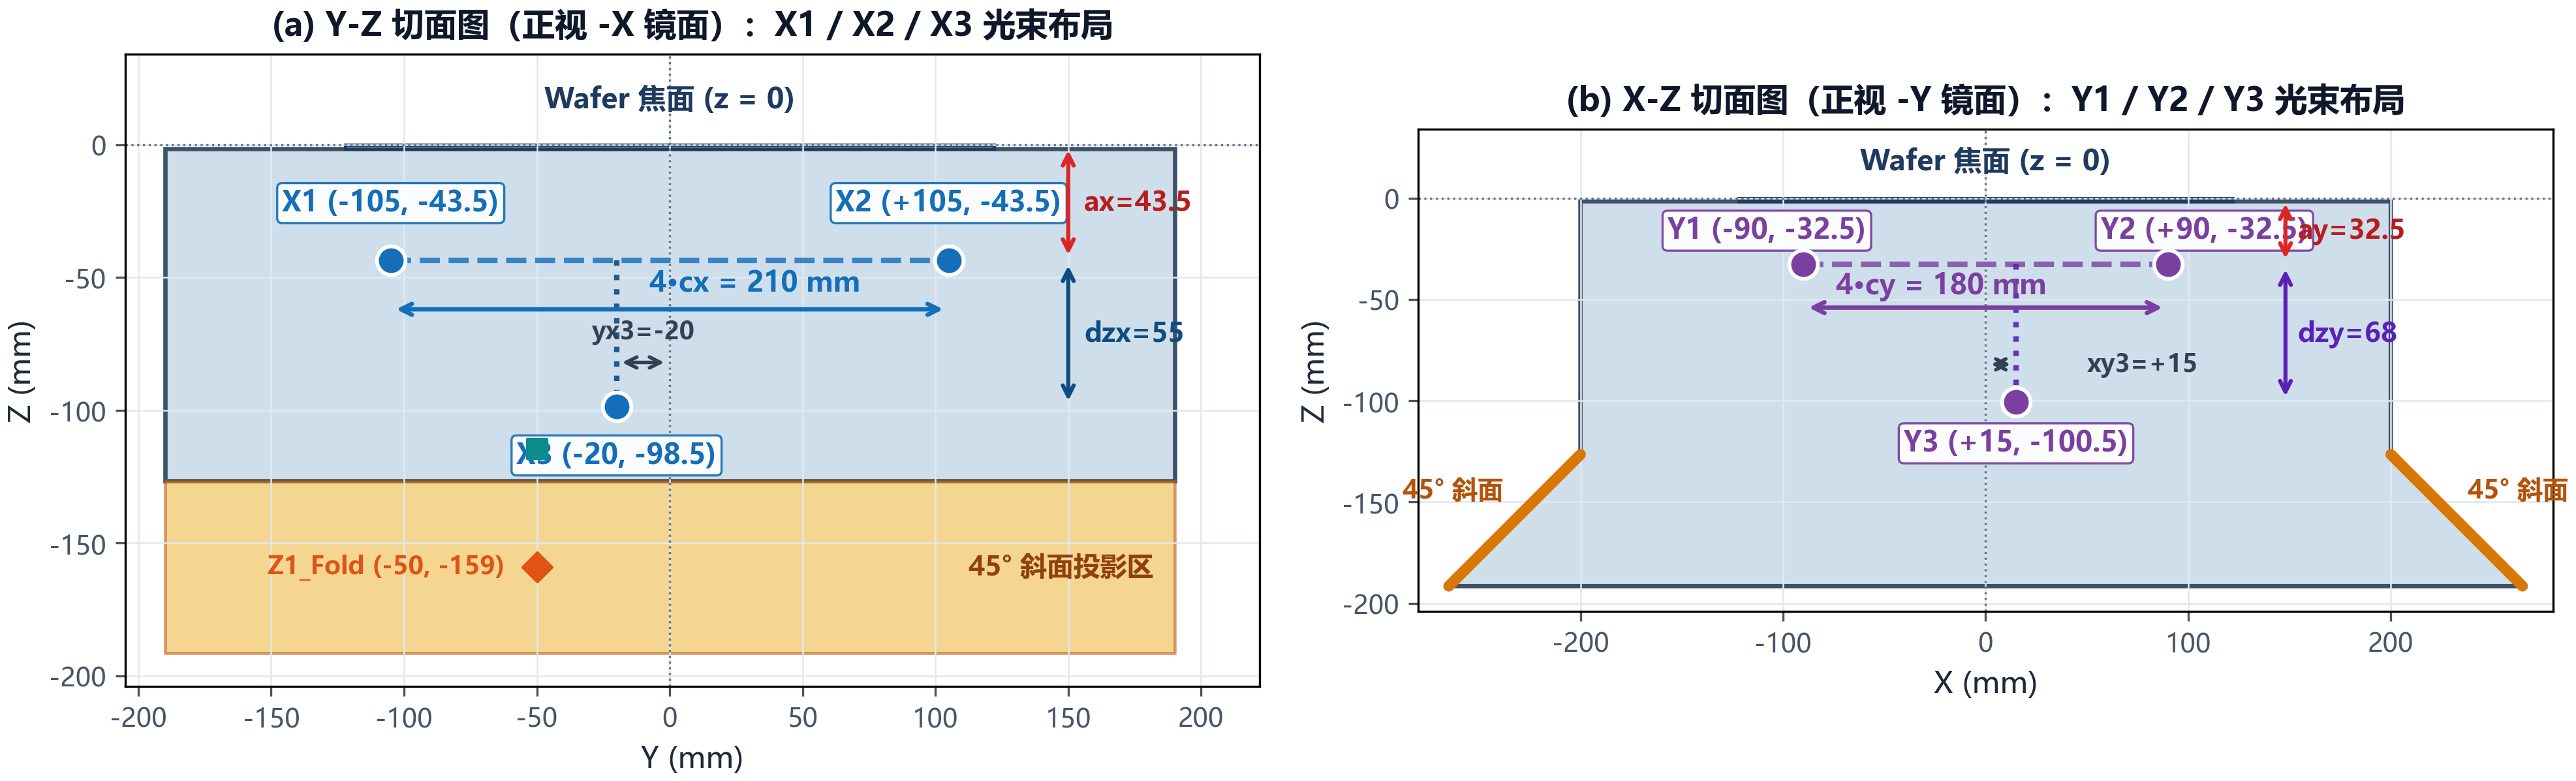 (a) Y-Z 切面图（正视 -X 镜面）：X1 / X2 / X3 光束布局
Wafer 焦面 (z = 0)
X1 (-105, -43.5)
X2 (+105, -43.5)
ax=43.5
4•cx = 210 mm
yx3=-20
dzx=55
X3 (-20, -98.5)
Z1_Fold (-50, -159)
45° 斜面投影区
0
-50
-100
-150
-200
Z (mm)
-200
-150
-100
-50
0
50
100
150
200
Y (mm)
(b) X-Z 切面图（正视 -Y 镜面）：Y1 / Y2 / Y3 光束布局
Wafer 焦面 (z = 0)
Y1 (-90, -32.5)
Y2 (+90, -32.5)
ay=32.5
4•cy = 180 mm
dzy=68
xy3=+15
Y3 (+15, -100.5)
45° 斜面
45° 斜面
0
-50
-100
-150
-200
Z (mm)
-200
-100
0
100
200
X (mm)